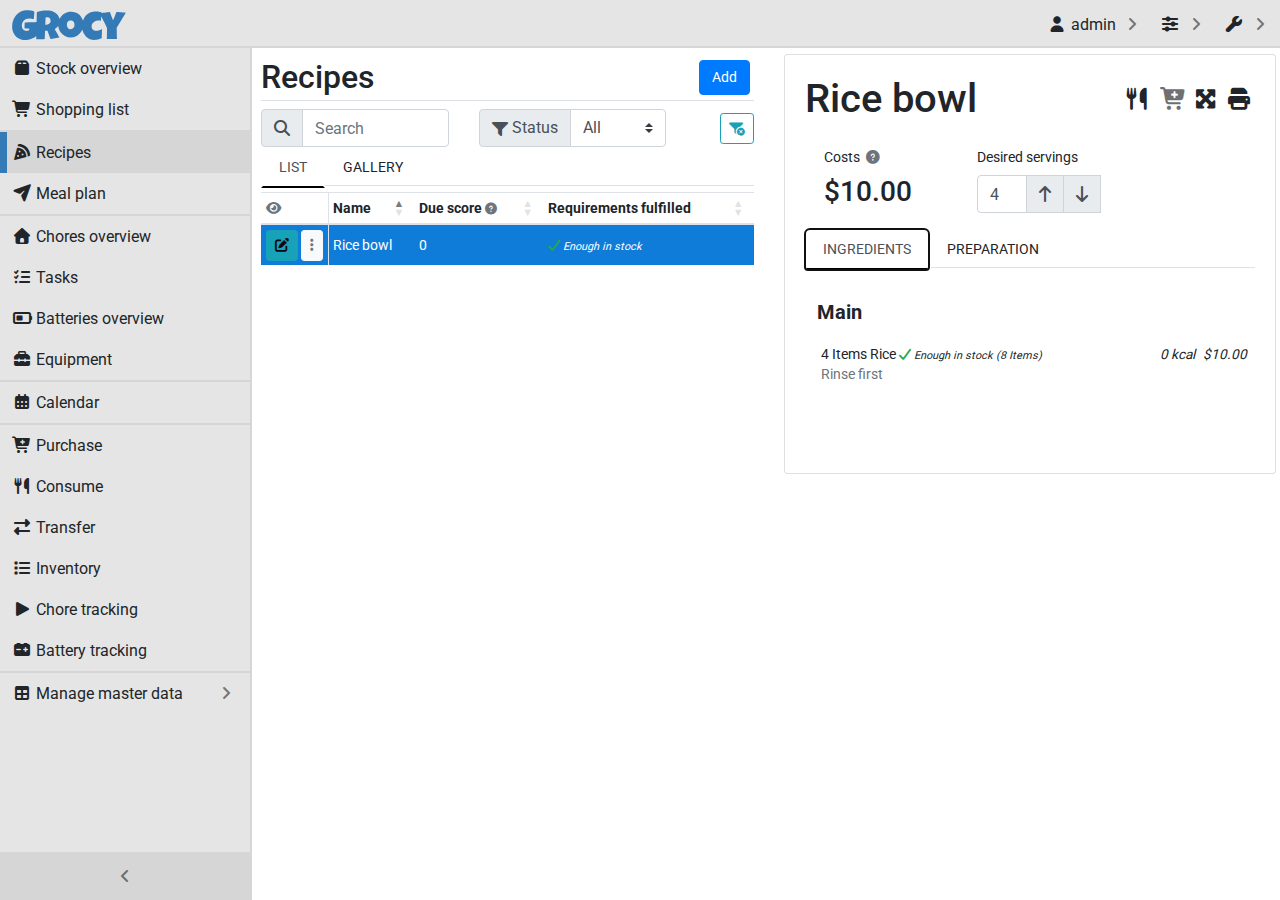 GROCY
admin
Stock overview
Shopping list
Recipes
Meal plan
Chores overview
Tasks
Batteries overview
Equipment
Calendar
Purchase
Consume
Transfer
Inventory
Chore tracking
Battery tracking
Manage master data
Recipes
Add
Search
Status
All
LIST
GALLERY
Name
Due score
Requirements fulfilled
Rice bowl
0
Enough in stock
Rice bowl
Costs
Desired servings
$10.00
4
INGREDIENTS
PREPARATION
Main
4 Items Rice Enough in stock (8 Items) 0 kcal $10.00
Rinse first